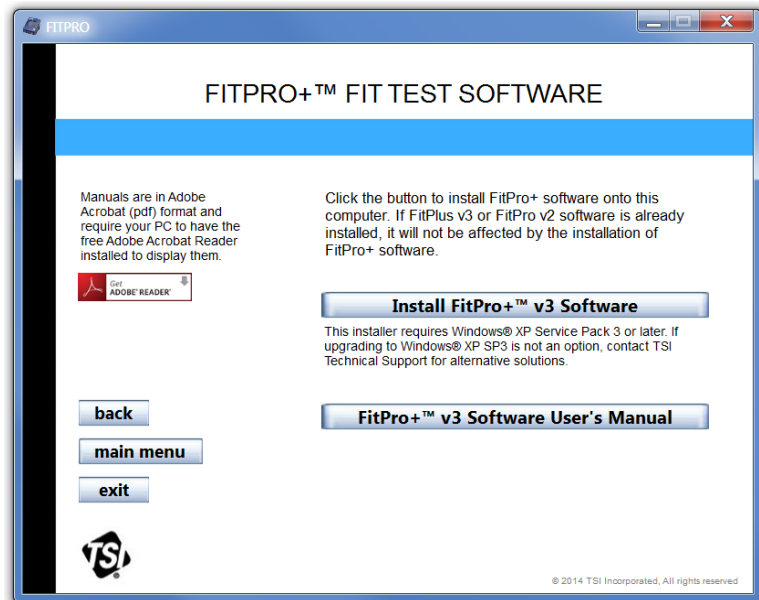 FITPRO
FITPRO+™ FIT TEST SOFTWARE
Manuals are in Adobe
Acrobat (pdf) format and
require your PC to have the
free Adobe Acrobat Reader
installed to display them.
Get
ADOBE® READER®
Click the button to install FitPro+ software onto this
computer. If FitPlus v3 or FitPro v2 software is already
installed, it will not be affected by the installation of
FitPro+ software.
Install FitPro+™ v3 Software
This installer requires Windows® XP Service Pack 3 or later. If
upgrading to Windows® XP SP3 is not an option, contact TSI
Technical Support for alternative solutions.
FitPro+™ v3 Software User's Manual
back
main menu
exit
TSI
© 2014 TSI Incorporated, All rights reserved